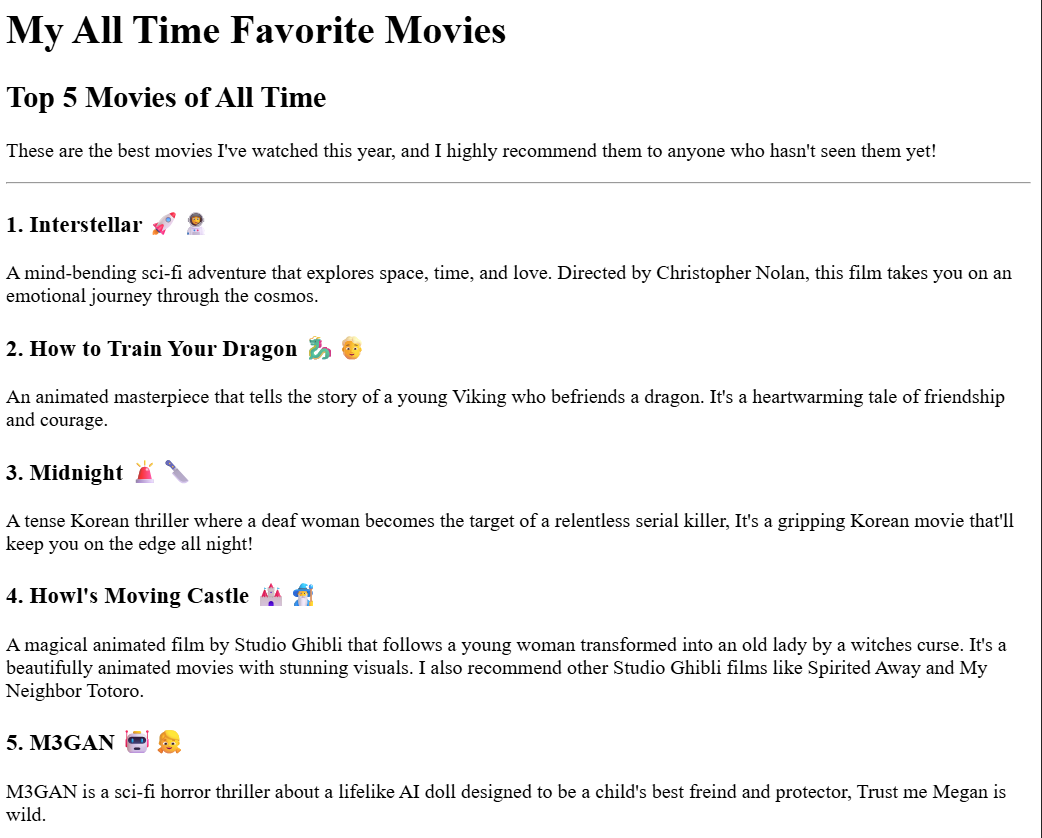 My All Time Favorite Movies
Top 5 Movies of All Time
These are the best movies I've watched this year, and I highly recommend them to anyone who hasn't seen them yet!
1. Interstellar 🚀 👩🏽‍🚀
A mind-bending sci-fi adventure that explores space, time, and love. Directed by Christopher Nolan, this film takes you on an
emotional journey through the cosmos.
2. How to Train Your Dragon 🐉 👱
An animated masterpiece that tells the story of a young Viking who befriends a dragon. It's a heartwarming tale of friendship
and courage.
3. Midnight 🚨 🔪
A tense Korean thriller where a deaf woman becomes the target of a relentless serial killer, It's a gripping Korean movie that'll
keep you on the edge all night!
4. Howl's Moving Castle 🏰 🧙‍♂️
A magical animated film by Studio Ghibli that follows a young woman transformed into an old lady by a witches curse. It's a
beautifully animated movies with stunning visuals. I also recommend other Studio Ghibli films like Spirited Away and My
Neighbor Totoro.
5. M3GAN 🤖 👧
M3GAN is a sci-fi horror thriller about a lifelike AI doll designed to be a child's best freind and protector, Trust me Megan is
wild.